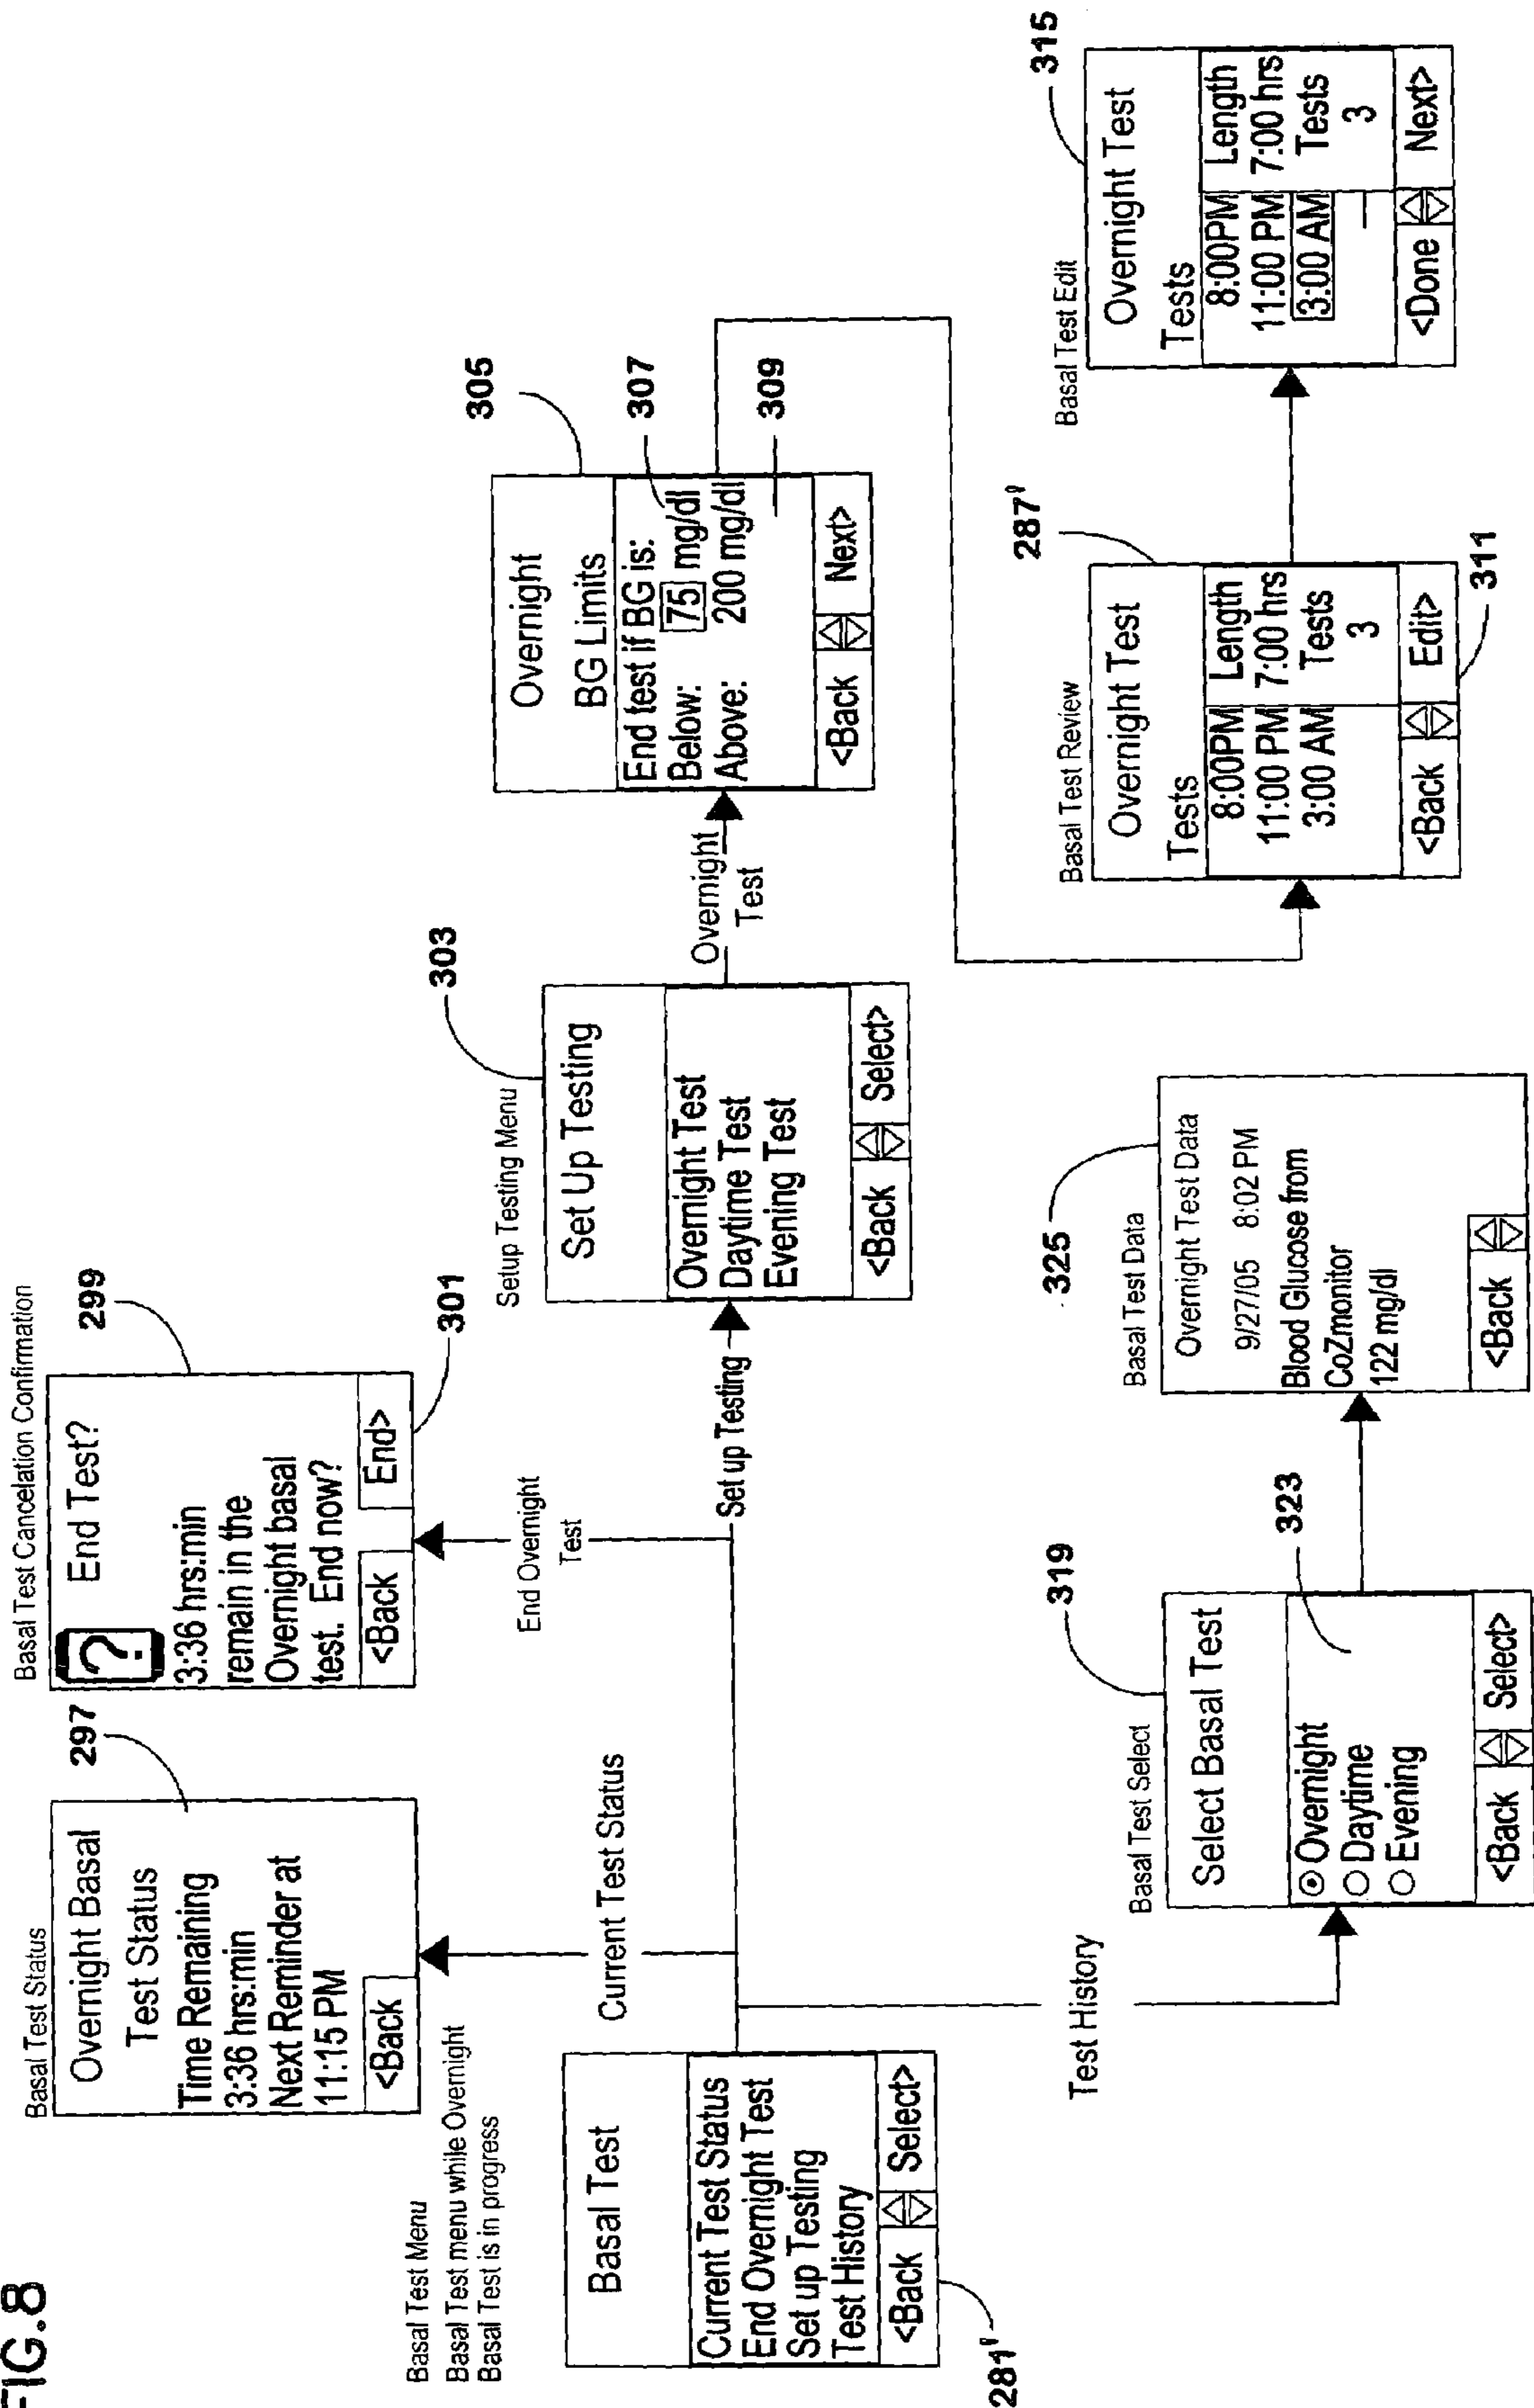 FIG.8
Basal Test Status
Overnight Basal
Test Status
Time Remaining
3:36 hrs:min
Next Reminder at
11:15 PM
<Back
297
Basal Test Cancelation Confirmation
? End Test?
3:36 hrs:min
remain in the
Overnight basal
test. End now?
<Back End>
299
301
Basal Test Menu
Basal Test menu while Overnight
Basal Test is in progress
Basal Test
Current Test Status
End Overnight Test
Set up Testing
Test History
<Back Select>
281'
Current Test Status
End Overnight
Test
Set up Testing
Setup Testing Menu
Set Up Testing
Overnight Test
Daytime Test
Evening Test
<Back Select>
303
Overnight
Test
Overnight
BG Limits
End test if BG is:
Below: 75 mg/dl
Above: 200 mg/dl
<Back Next>
305
307
309
Test History
Basal Test Select
Select Basal Test
Overnight
Daytime
Evening
<Back Select>
319
323
Basal Test Data
Overnight Test Data
9/27/05 8:02 PM
Blood Glucose from
CoZmonitor
122 mg/dl
<Back
325
Basal Test Review
Overnight Test
Tests
8:00PM Length
11:00 PM 7:00 hrs
3:00 AM Tests
3
<Back Edit>
287'
311
Basal Test Edit
Overnight Test
Tests
8:00PM Length
11:00 PM 7:00 hrs
3:00 AM Tests
3
<Done Next>
315